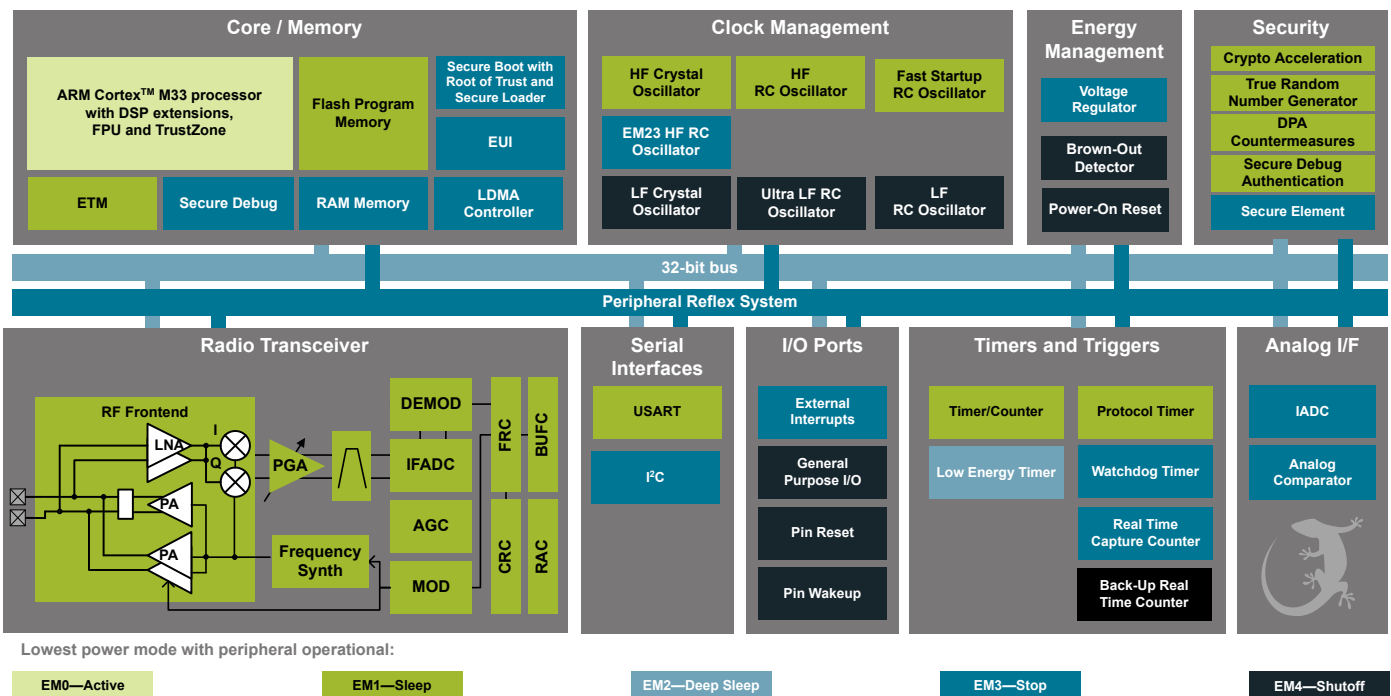 Core / Memory
ARM Cortex™ M33 processor
with DSP extensions,
FPU and TrustZone
Flash Program
Memory
Secure Boot with
Root of Trust and
Secure Loader
EUI
ETM
Secure Debug
RAM Memory
LDMA
Controller
Clock Management
HF Crystal
Oscillator
HF
RC Oscillator
Fast Startup
RC Oscillator
EM23 HF RC
Oscillator
LF Crystal
Oscillator
Ultra LF RC
Oscillator
LF
RC Oscillator
Energy
Management
Voltage
Regulator
Brown-Out
Detector
Power-On Reset
Security
Crypto Acceleration
True Random
Number Generator
DPA
Countermeasures
Secure Debug
Authentication
Secure Element
32-bit bus
Peripheral Reflex System
Radio Transceiver
RF Frontend
LNA
I
Q
PA
PA
PGA
Frequency
Synth
DEMOD
IFADC
AGC
MOD
FRC
BUFC
CRC
RAC
Serial
Interfaces
USART
I²C
I/O Ports
External
Interrupts
General
Purpose I/O
Pin Reset
Pin Wakeup
Timers and Triggers
Timer/Counter
Protocol Timer
Low Energy Timer
Watchdog Timer
Real Time
Capture Counter
Back-Up Real
Time Counter
Analog I/F
IADC
Analog
Comparator
Lowest power mode with peripheral operational:
EM0—Active
EM1—Sleep
EM2—Deep Sleep
EM3—Stop
EM4—Shutoff